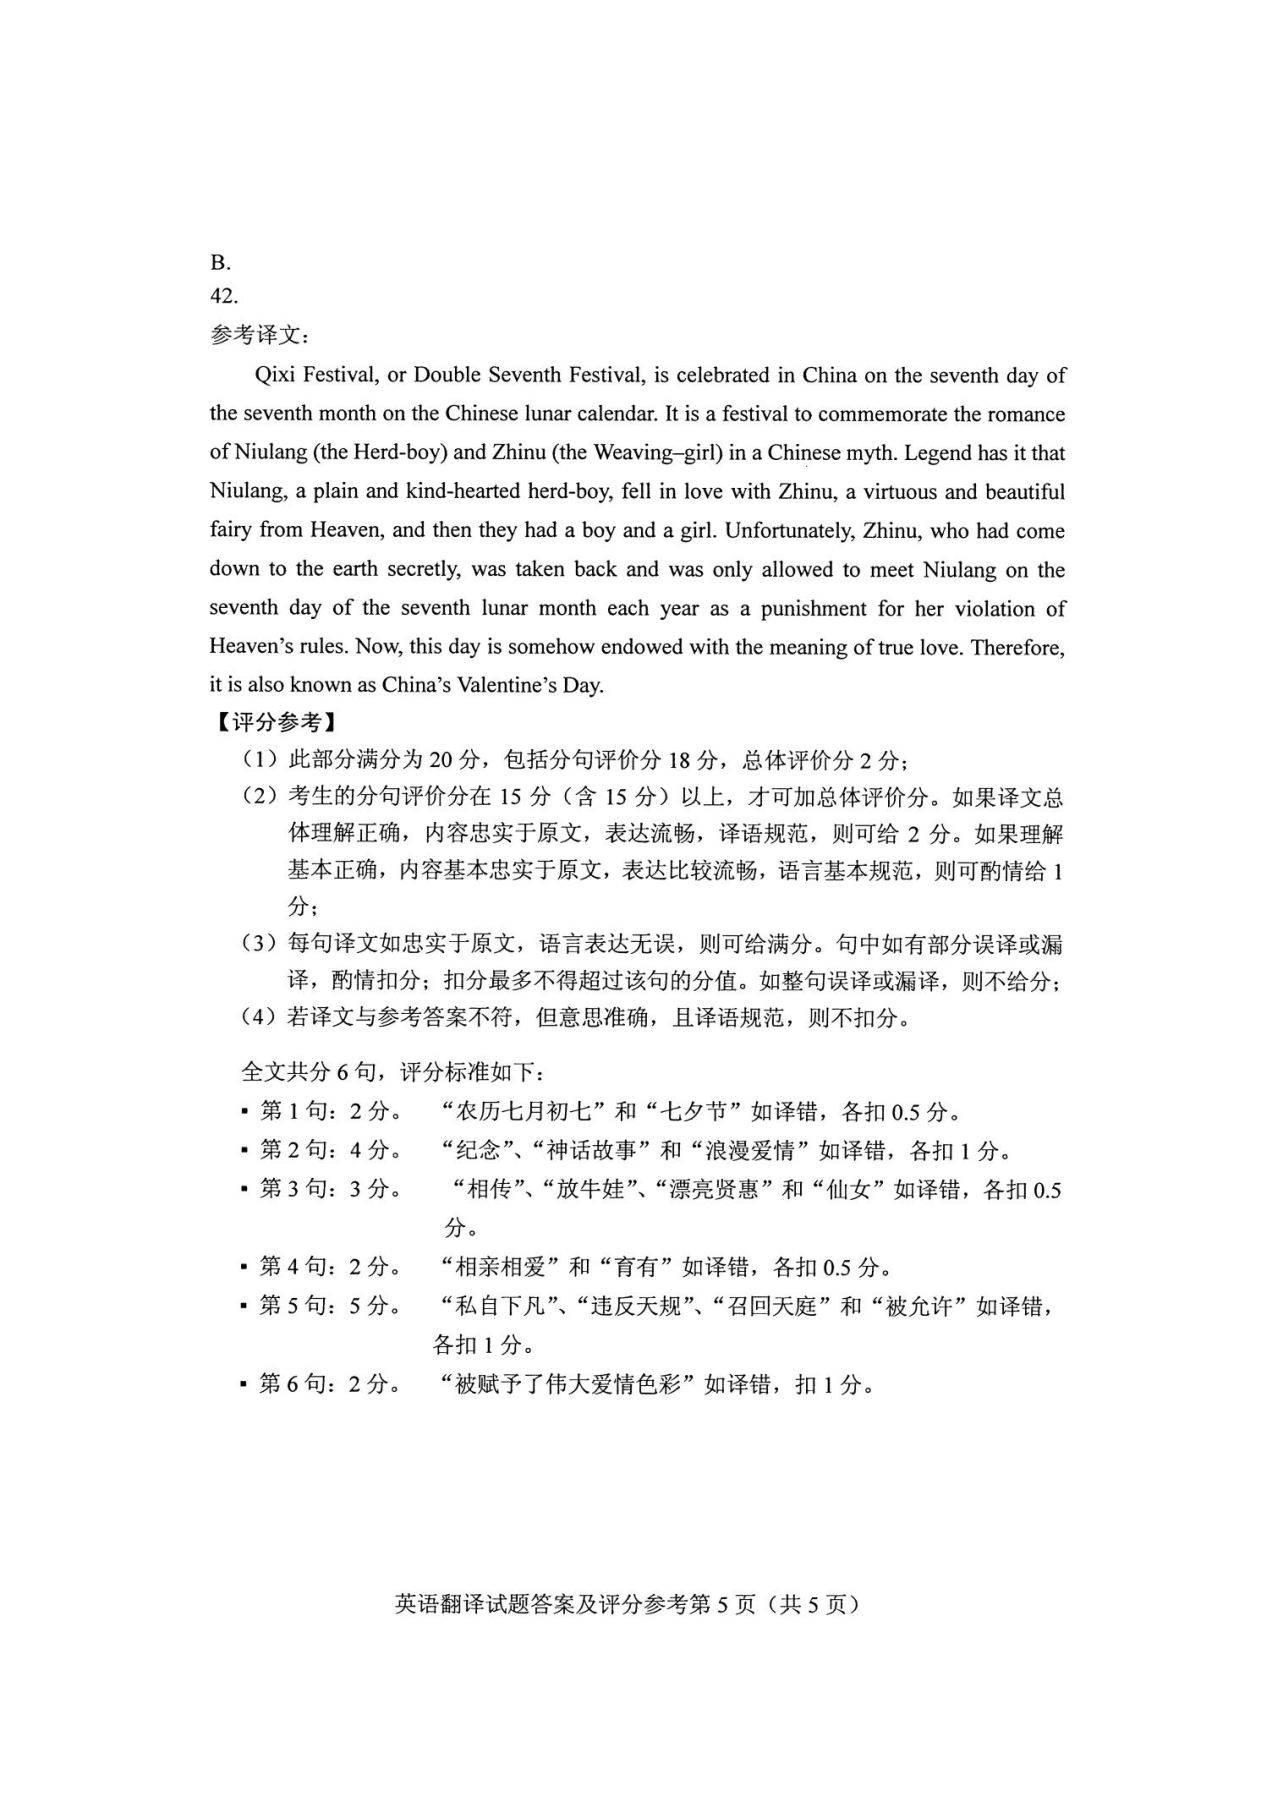 B.
42.
参考译文：
Qixi Festival, or Double Seventh Festival, is celebrated in China on the seventh day of
the seventh month on the Chinese lunar calendar. It is a festival to commemorate the romance
of Niulang (the Herd-boy) and Zhinu (the Weaving–girl) in a Chinese myth. Legend has it that
Niulang, a plain and kind-hearted herd-boy, fell in love with Zhinu, a virtuous and beautiful
fairy from Heaven, and then they had a boy and a girl. Unfortunately, Zhinu, who had come
down to the earth secretly, was taken back and was only allowed to meet Niulang on the
seventh day of the seventh lunar month each year as a punishment for her violation of
Heaven’s rules. Now, this day is somehow endowed with the meaning of true love. Therefore,
it is also known as China’s Valentine’s Day.
【评分参考】
（1）此部分满分为 20 分，包括分句评价分 18 分，总体评价分 2 分；
（2）考生的分句评价分在 15 分（含 15 分）以上，才可加总体评价分。如果译文总
体理解正确，内容忠实于原文，表达流畅，译语规范，则可给 2 分。如果理解
基本正确，内容基本忠实于原文，表达比较流畅，语言基本规范，则可酌情给 1
分；
（3）每句译文如忠实于原文，语言表达无误，则可给满分。句中如有部分误译或漏
译，酌情扣分；扣分最多不得超过该句的分值。如整句误译或漏译，则不给分；
（4）若译文与参考答案不符，但意思准确，且译语规范，则不扣分。
全文共分 6 句，评分标准如下：
▪ 第 1 句：2 分。 “农历七月初七”和“七夕节”如译错，各扣 0.5 分。
▪ 第 2 句：4 分。 “纪念”、“神话故事”和“浪漫爱情”如译错，各扣 1 分。
▪ 第 3 句：3 分。 “相传”、“放牛娃”、“漂亮贤惠”和“仙女”如译错，各扣 0.5
分。
▪ 第 4 句：2 分。 “相亲相爱”和“育有”如译错，各扣 0.5 分。
▪ 第 5 句：5 分。 “私自下凡”、“违反天规”、“召回天庭”和“被允许”如译错，
各扣 1 分。
▪ 第 6 句：2 分。 “被赋予了伟大爱情色彩”如译错，扣 1 分。
英语翻译试题答案及评分参考第 5 页（共 5 页）